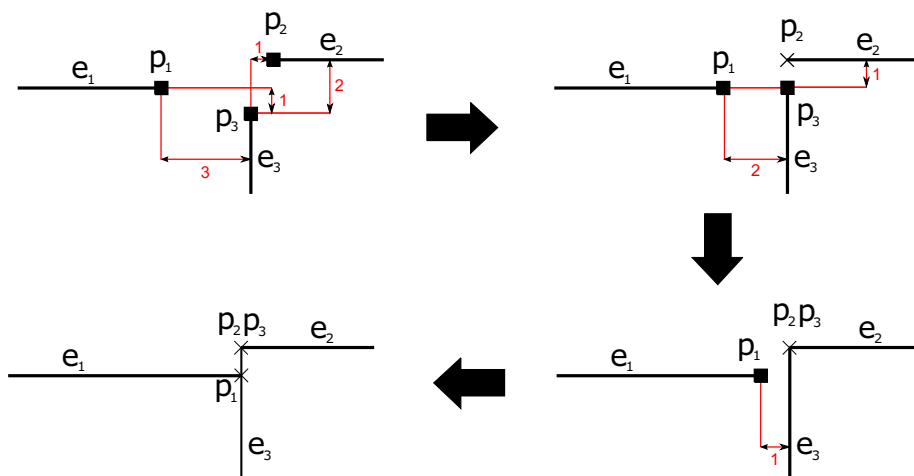 p₂
1
e₂
e₁
p₁
2
1
p₃
3
e₃
p₂
e₂
e₁
p₁
1
p₃
2
e₃
p₂p₃
e₂
e₁
p₁
e₃
p₂p₃
e₂
p₁
e₁
1
e₃